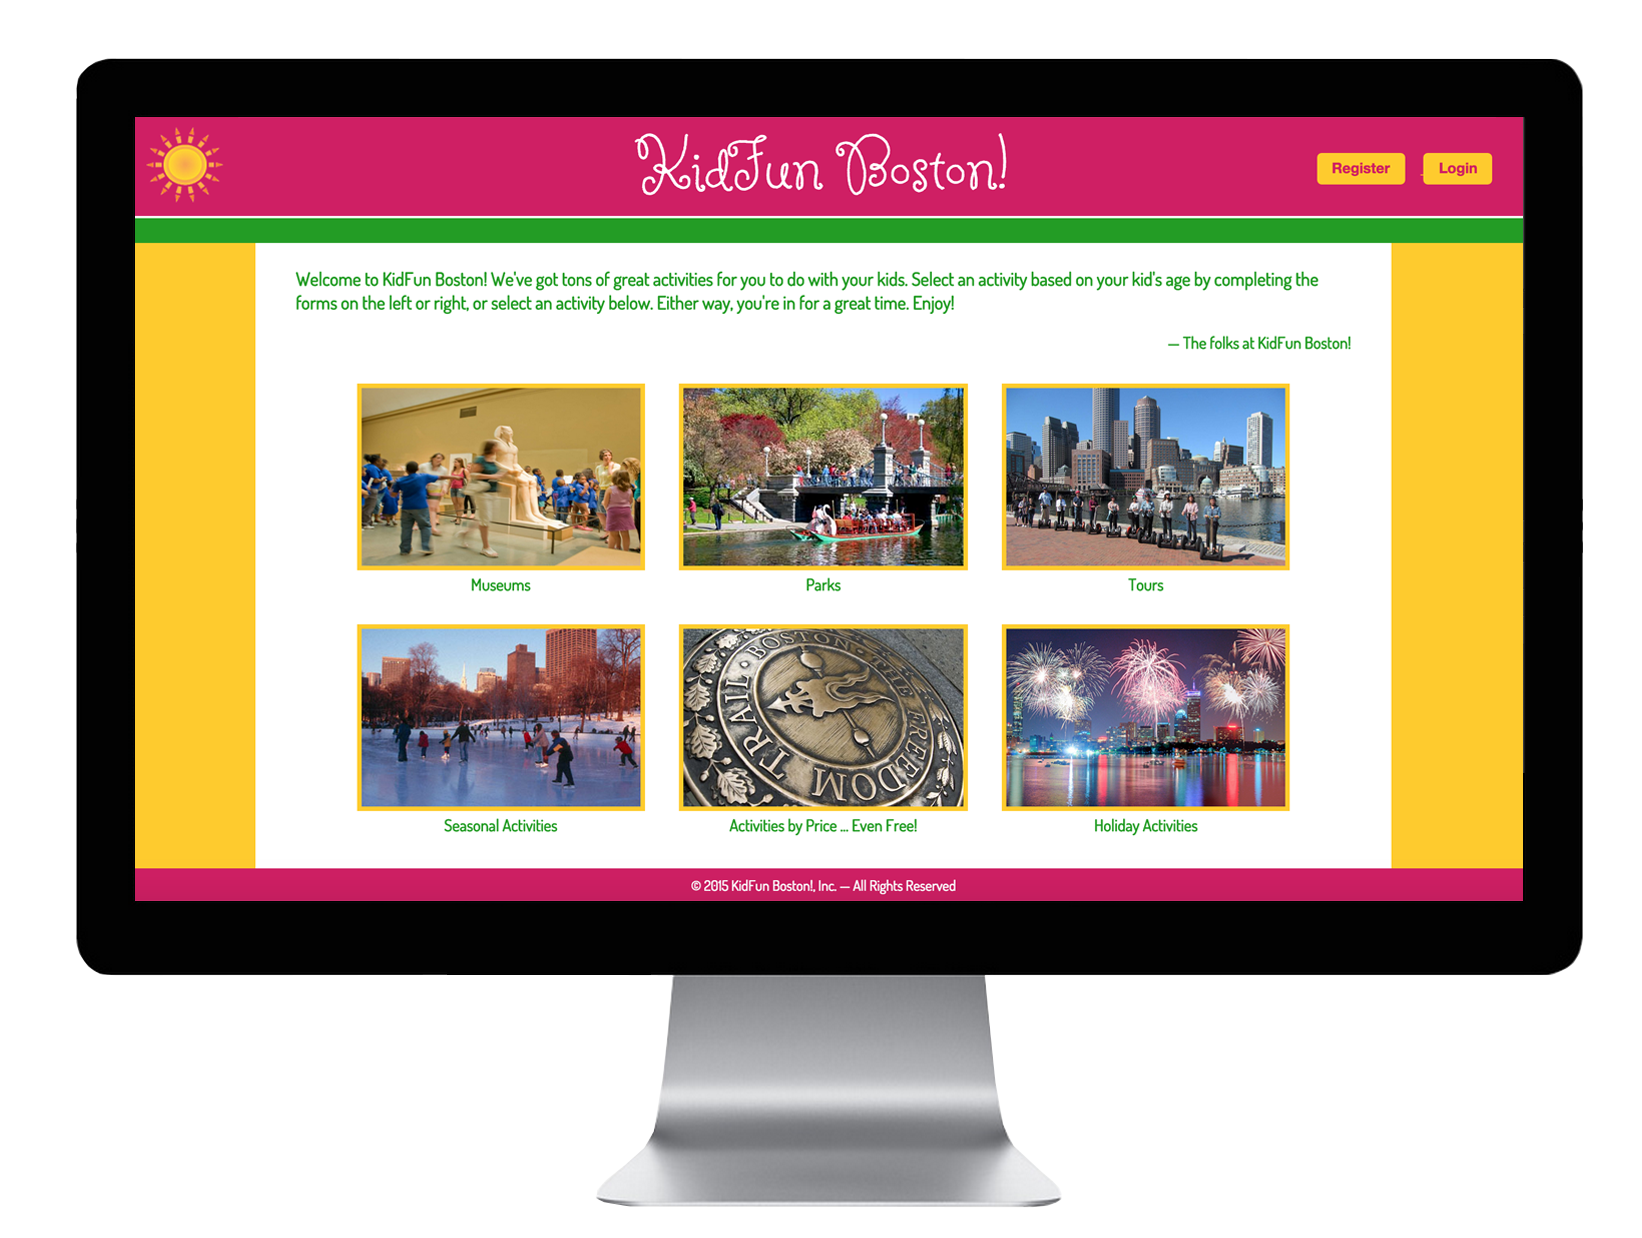 KidFun Boston!
Register
Login
Welcome to KidFun Boston! We've got tons of great activities for you to do with your kids. Select an activity based on your kid's age by completing the
forms on the left or right, or select an activity below. Either way, you're in for a great time. Enjoy!
— The folks at KidFun Boston!
Museums
Parks
Tours
BOSTON · THE FREEDOM TRAIL
Seasonal Activities
Activities by Price ... Even Free!
Holiday Activities
© 2015 KidFun Boston!, Inc. — All Rights Reserved